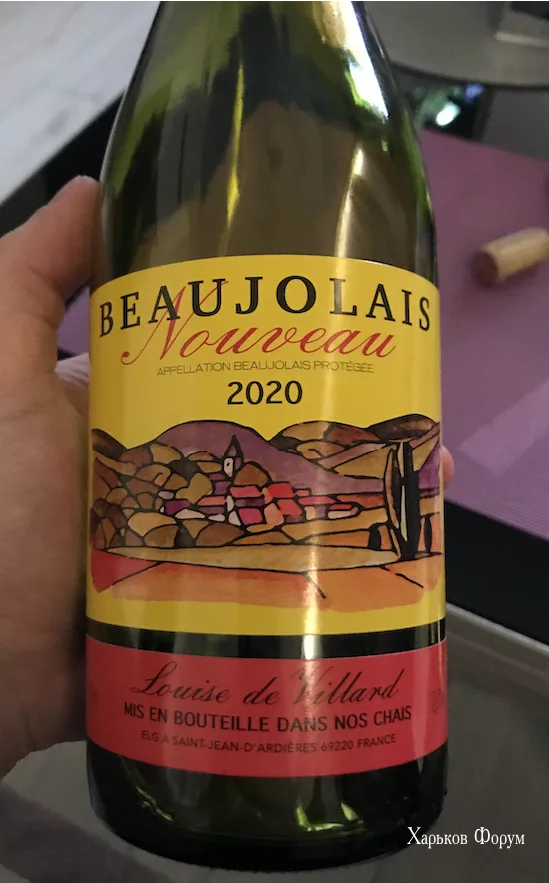 BEAUJOLAIS
Nouveau
APPELLATION BEAUJOLAIS PROTÉGÉE
2020
Louise de Villard
MIS EN BOUTEILLE DANS NOS CHAIS
ELG À SAINT-JEAN-D'ARDIÈRES 69220 FRANCE
Харьков Форум